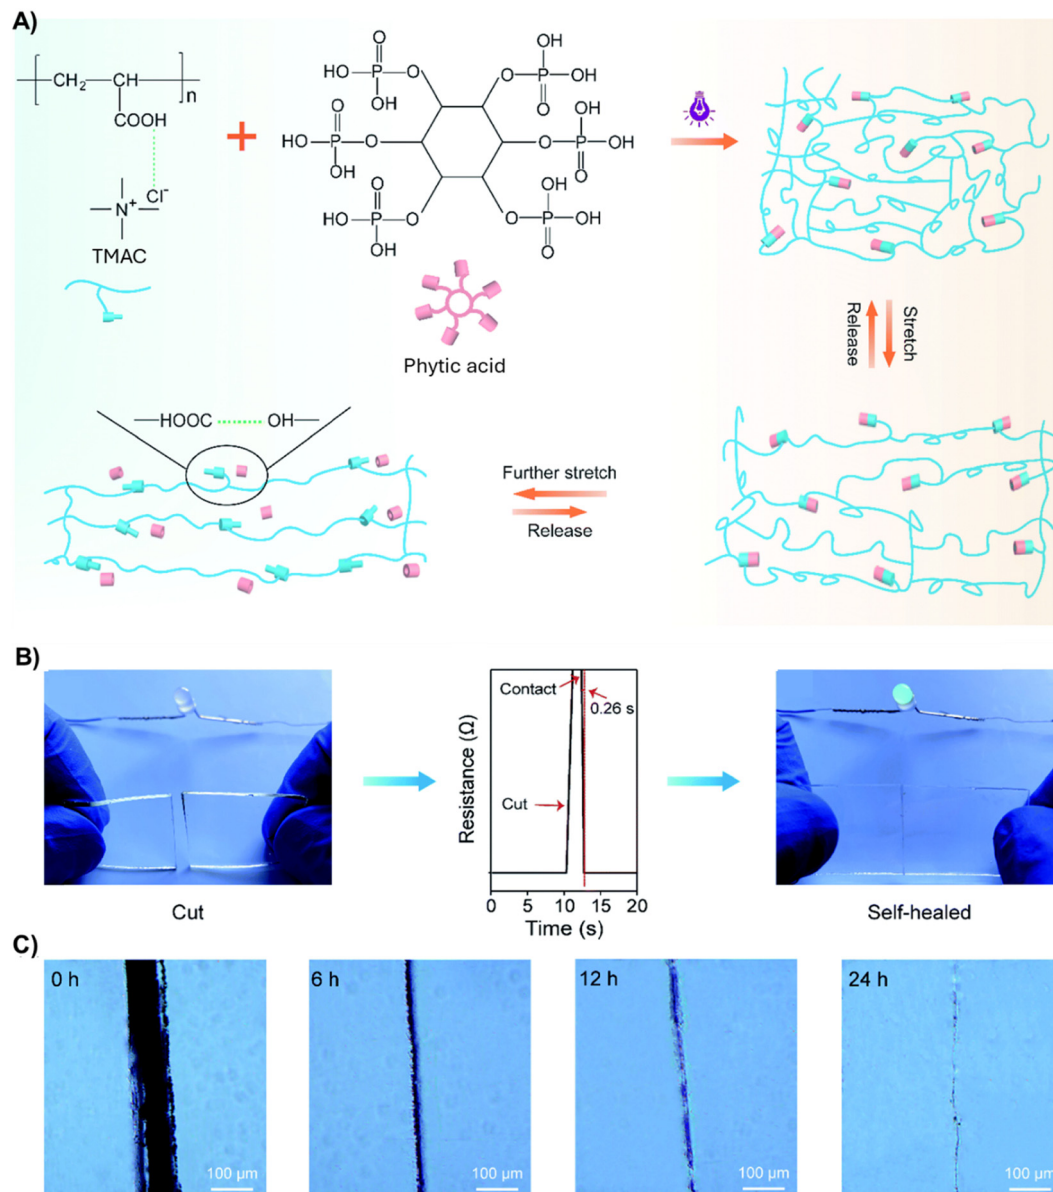 A)
CH2
CH
n
COOH
Cl-
N+
TMAC
+
O
OH
HO
P
O
O
P
OH
OH
O
HO
P
O
OH
O
P
OH
OH
O
HO
P
O
OH
O
P
OH
OH
O
Phytic acid
Release
Stretch
HOOC
OH
Further stretch
Release
B)
Cut
Resistance (Ω)
Contact
0.26 s
Cut
0 5 10 15 20
Time (s)
Self-healed
C)
0 h
100 µm
6 h
100 µm
12 h
100 µm
24 h
100 µm